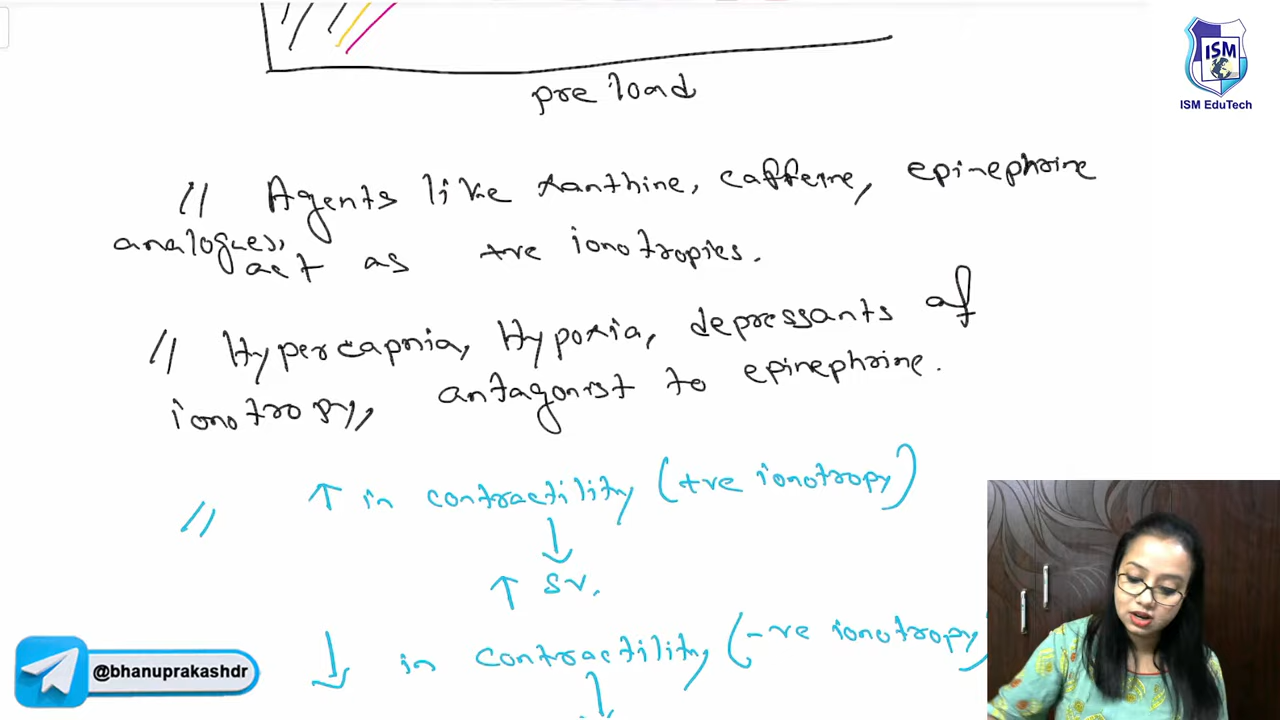 ISM
ISM EduTech
pre load
// Agents like xanthine, caffeine, epinephrine
analogues,
act as +ve ionotropies.
// Hypercapnia, Hypoxia, depressants of
ionotropy, antagonist to epinephrine.
// ↑ in contractility (+ve ionotropy)
↓
↑ SV.
↓ in contractility (-ve ionotropy)
↓
@bhanuprakashdr